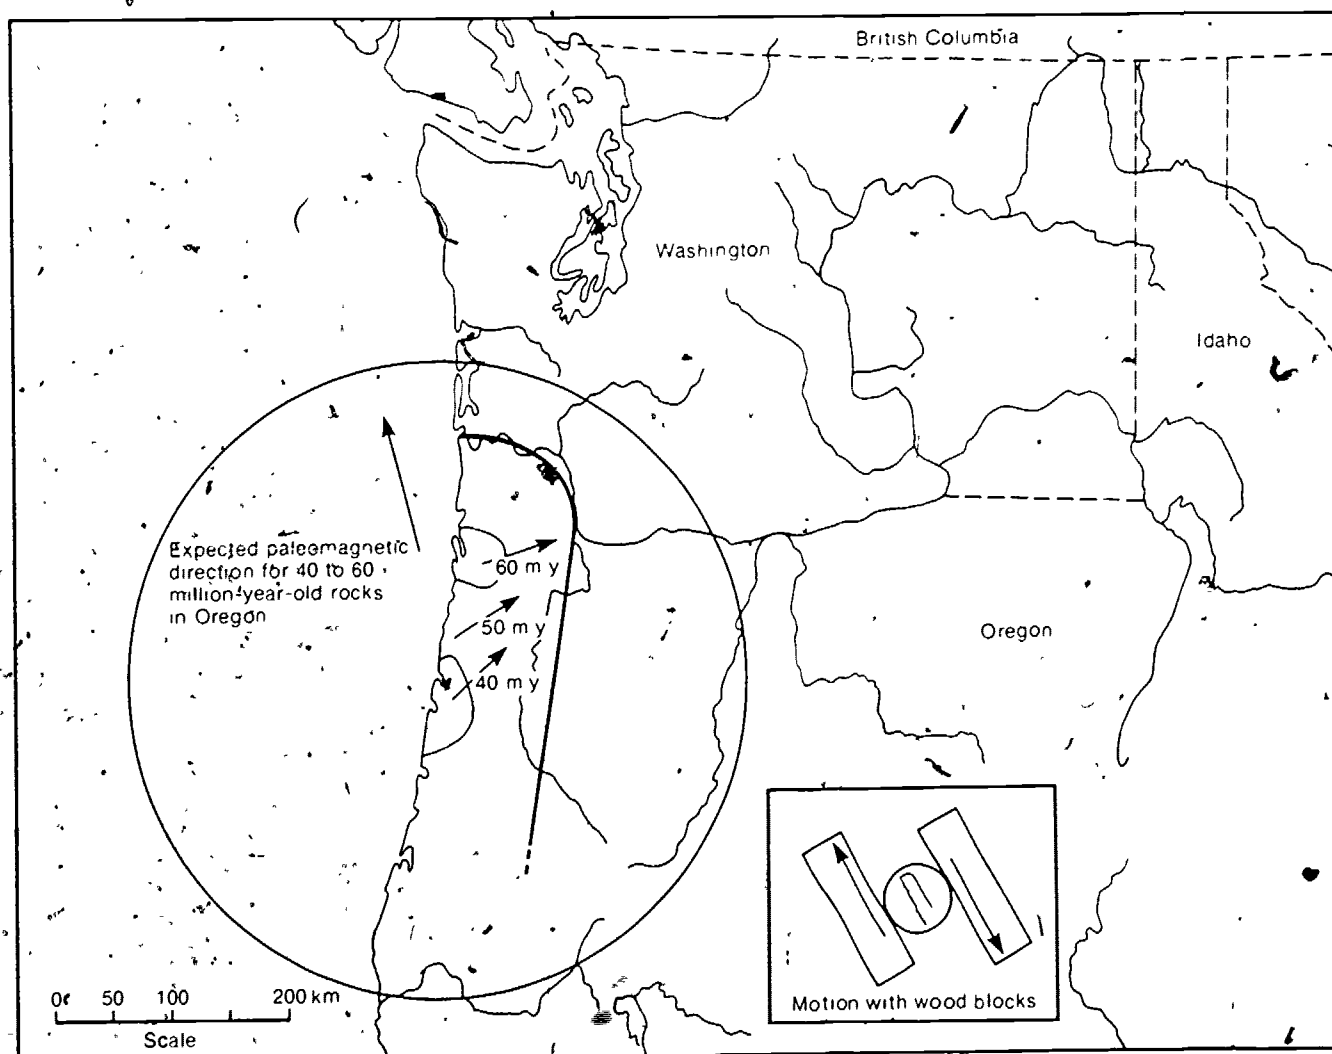 British Columbia
Washington
Idaho
Expected paleomagnetic
direction for 40 to 60
million-year-old rocks
in Oregon
60 m y
50 m y
40 m y
Oregon
0 50 100 200 km
Scale
Motion with wood blocks